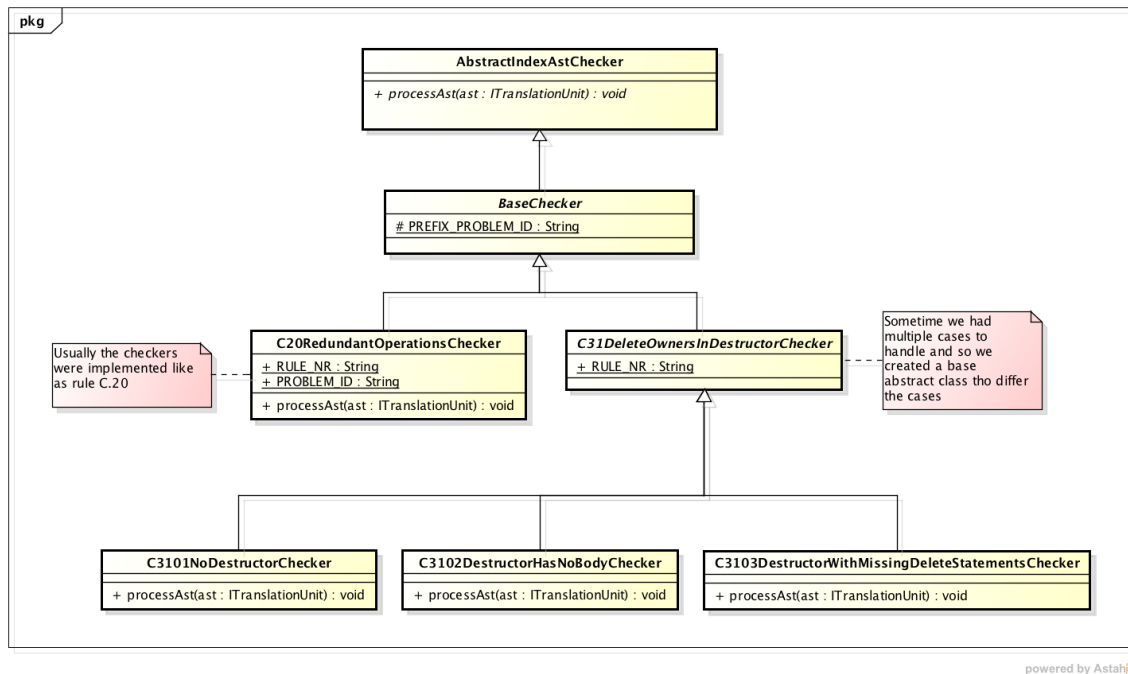 pkg
AbstractIndexAstChecker
+ processAst(ast : ITranslationUnit) : void
BaseChecker
# PREFIX_PROBLEM_ID : String
Usually the checkers
were implemented like
as rule C.20
C20RedundantOperationsChecker
+ RULE_NR : String
+ PROBLEM_ID : String
+ processAst(ast : ITranslationUnit) : void
C31DeleteOwnersInDestructorChecker
+ RULE_NR : String
Sometime we had
multiple cases to
handle and so we
created a base
abstract class tho differ
the cases
C3101NoDestructorChecker
+ processAst(ast : ITranslationUnit) : void
C3102DestructorHasNoBodyChecker
+ processAst(ast : ITranslationUnit) : void
C3103DestructorWithMissingDeleteStatementsChecker
+ processAst(ast : ITranslationUnit) : void
powered by Astah